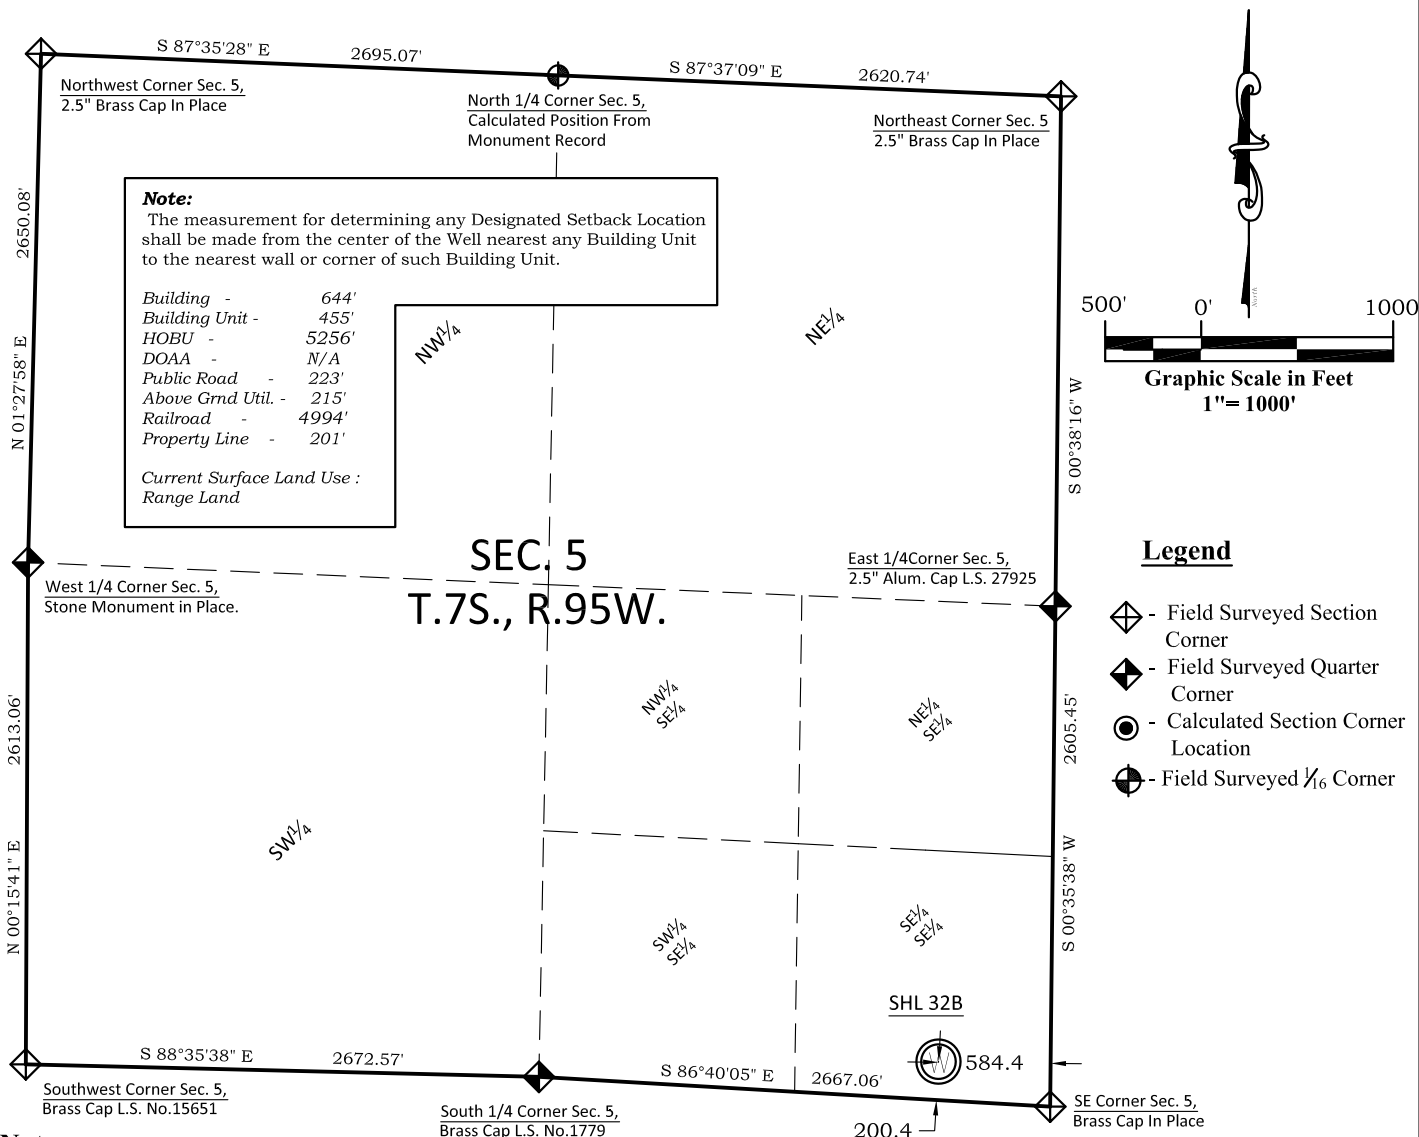 S 87°35'28" E 2695.07'
S 87°37'09" E 2620.74'
Northwest Corner Sec. 5,
2.5" Brass Cap In Place
North 1/4 Corner Sec. 5,
Calculated Position From
Monument Record
Northeast Corner Sec. 5
2.5" Brass Cap In Place
2650.08'
N 01°27'58" E
Note:
The measurement for determining any Designated Setback Location
shall be made from the center of the Well nearest any Building Unit
to the nearest wall or corner of such Building Unit.
Building - 644'
Building Unit - 455'
HOBU - 5256'
DOAA - N/A
Public Road - 223'
Above Grnd Util. - 215'
Railroad - 4994'
Property Line - 201'
Current Surface Land Use :
Range Land
NW¼
NE¼
S 00°38'16" W
North
500' 0' 1000
Graphic Scale in Feet
1"= 1000'
SEC. 5
T.7S., R.95W.
West 1/4 Corner Sec. 5,
Stone Monument in Place.
East 1/4Corner Sec. 5,
2.5" Alum. Cap L.S. 27925
Legend
- Field Surveyed Section
Corner
- Field Surveyed Quarter
Corner
- Calculated Section Corner
Location
- Field Surveyed 1/16 Corner
2613.06'
N 00°15'41" E
NW¼
SE¼
NE¼
SE¼
2605.45'
S 00°35'38" W
SW¼
SW¼
SE¼
SE¼
SE¼
SHL 32B
W
584.4
S 88°35'38" E 2672.57'
S 86°40'05" E 2667.06'
200.4
Southwest Corner Sec. 5,
Brass Cap L.S. No.15651
South 1/4 Corner Sec. 5,
Brass Cap L.S. No.1779
SE Corner Sec. 5,
Brass Cap In Place